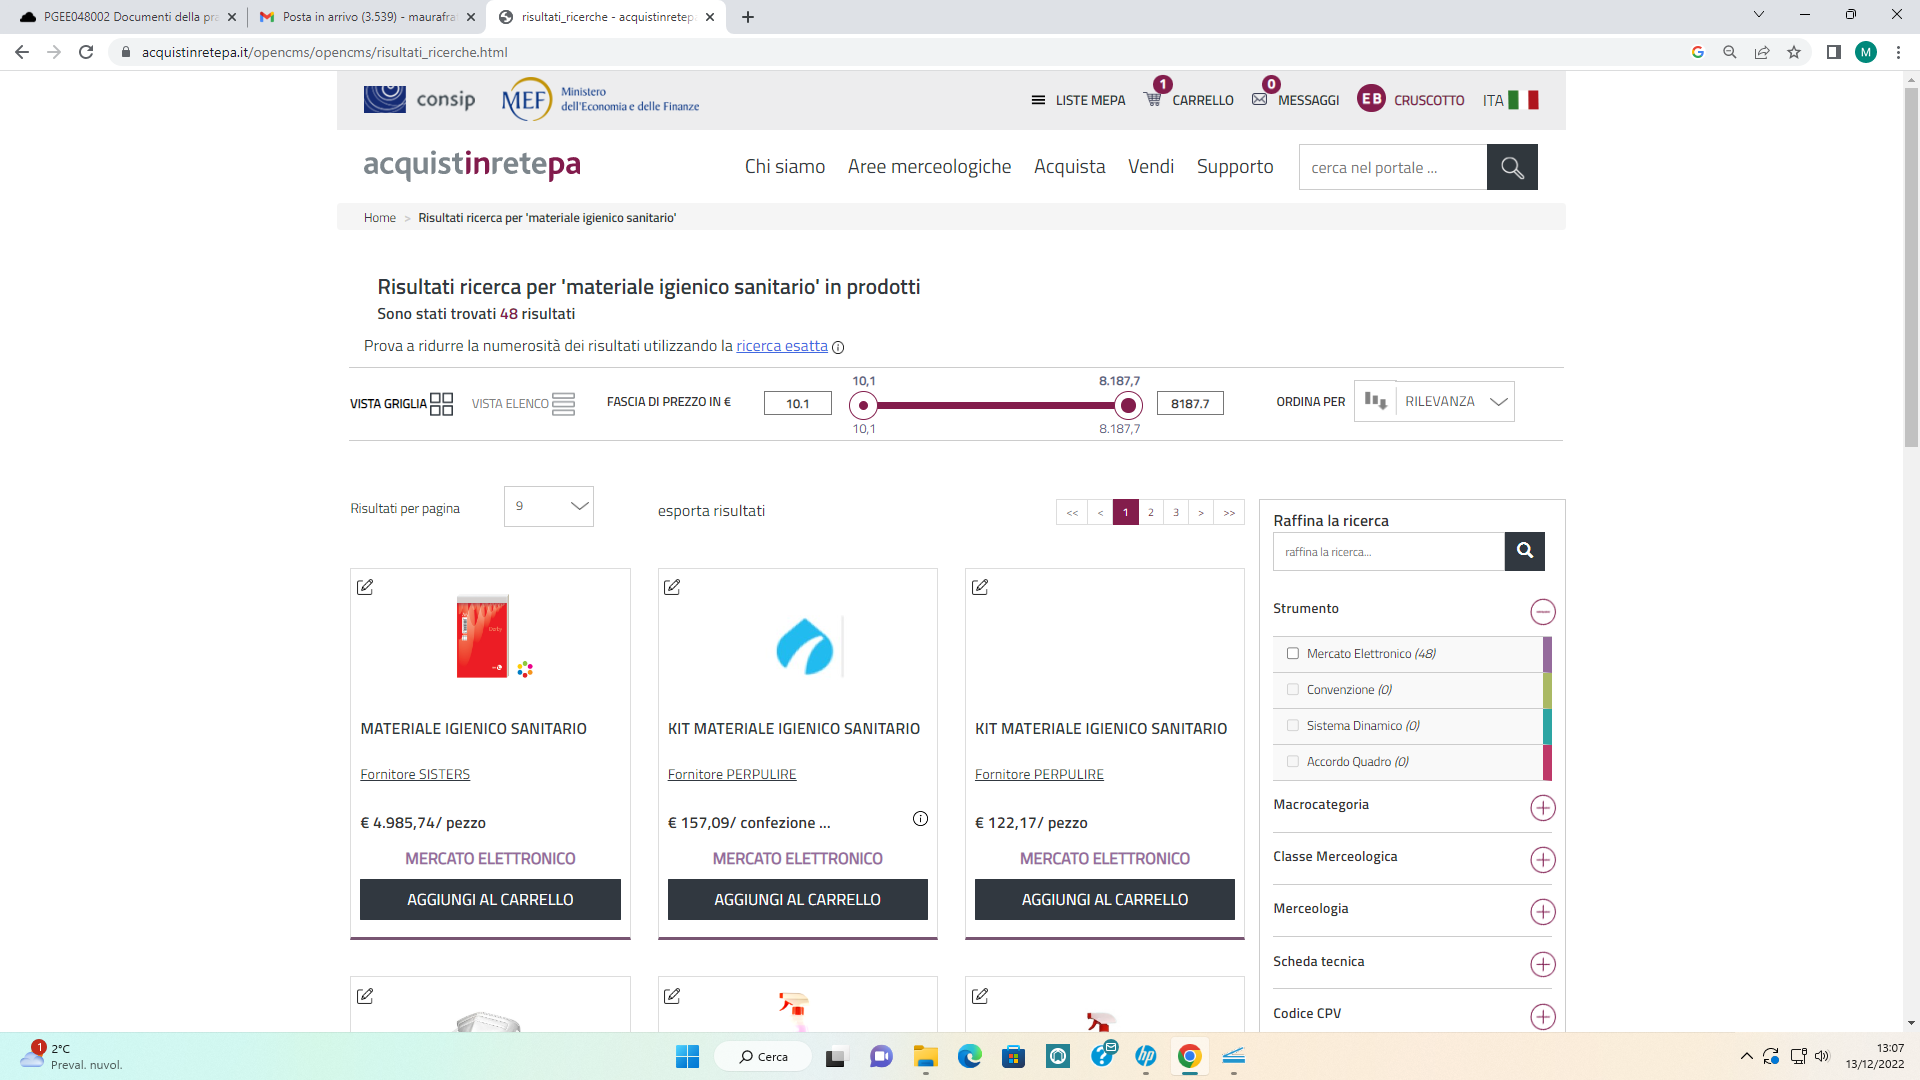 PGEE048002 Documenti della pra
Posta in arrivo (3.539) - maurafra
risultati_ricerche - acquistinretep
acquistinretepa.it/opencms/opencms/risultati_ricerche.html
M
consip
MEF
Ministero
dell'Economia e delle Finanze
LISTE MEPA
1
CARRELLO
0
MESSAGGI
EB
CRUSCOTTO
ITA
acquistinretepa
Chi siamo
Aree merceologiche
Acquista
Vendi
Supporto
cerca nel portale ...
Home > Risultati ricerca per 'materiale igienico sanitario'
Risultati ricerca per 'materiale igienico sanitario' in prodotti
Sono stati trovati 48 risultati
Prova a ridurre la numerosità dei risultati utilizzando la ricerca esatta
VISTA GRIGLIA
VISTA ELENCO
FASCIA DI PREZZO IN €
10.1
10,1
8.187,7
10,1
8.187,7
8187.7
ORDINA PER
RILEVANZA
Risultati per pagina
9
esporta risultati
<< < 1 2 3 > >>
MATERIALE IGIENICO SANITARIO
Fornitore SISTERS
€ 4.985,74/ pezzo
MERCATO ELETTRONICO
AGGIUNGI AL CARRELLO
KIT MATERIALE IGIENICO SANITARIO
Fornitore PERPULIRE
€ 157,09/ confezione ...
MERCATO ELETTRONICO
AGGIUNGI AL CARRELLO
KIT MATERIALE IGIENICO SANITARIO
Fornitore PERPULIRE
€ 122,17/ pezzo
MERCATO ELETTRONICO
AGGIUNGI AL CARRELLO
Raffina la ricerca
raffina la ricerca...
Strumento
Mercato Elettronico (48)
Convenzione (0)
Sistema Dinamico (0)
Accordo Quadro (0)
Macrocategoria
Classe Merceologica
Merceologia
Scheda tecnica
Codice CPV
1
2°C
Preval. nuvol.
Cerca
hp
13:07
13/12/2022